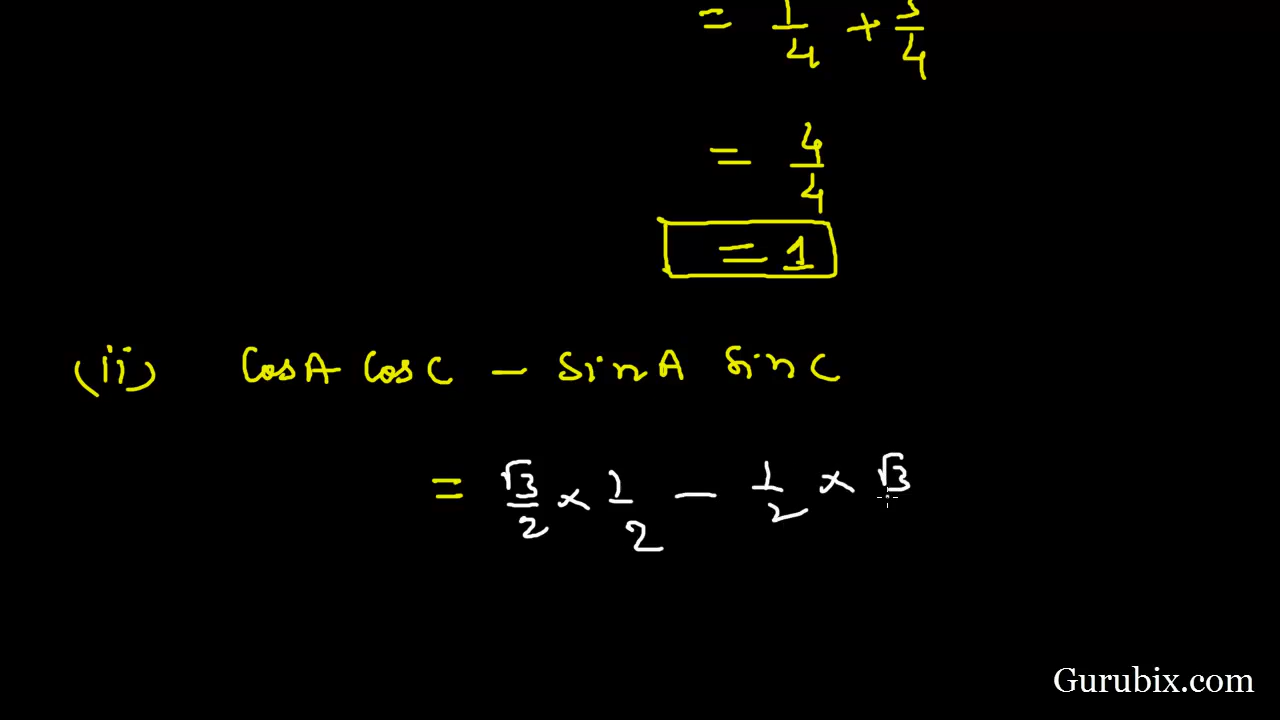 = 1/4 + 3/4
= 4/4
= 1
(ii) CosA CosC - SinA SinC
= √3/2 × 1/2 - 1/2 × √3
Gurubix.com